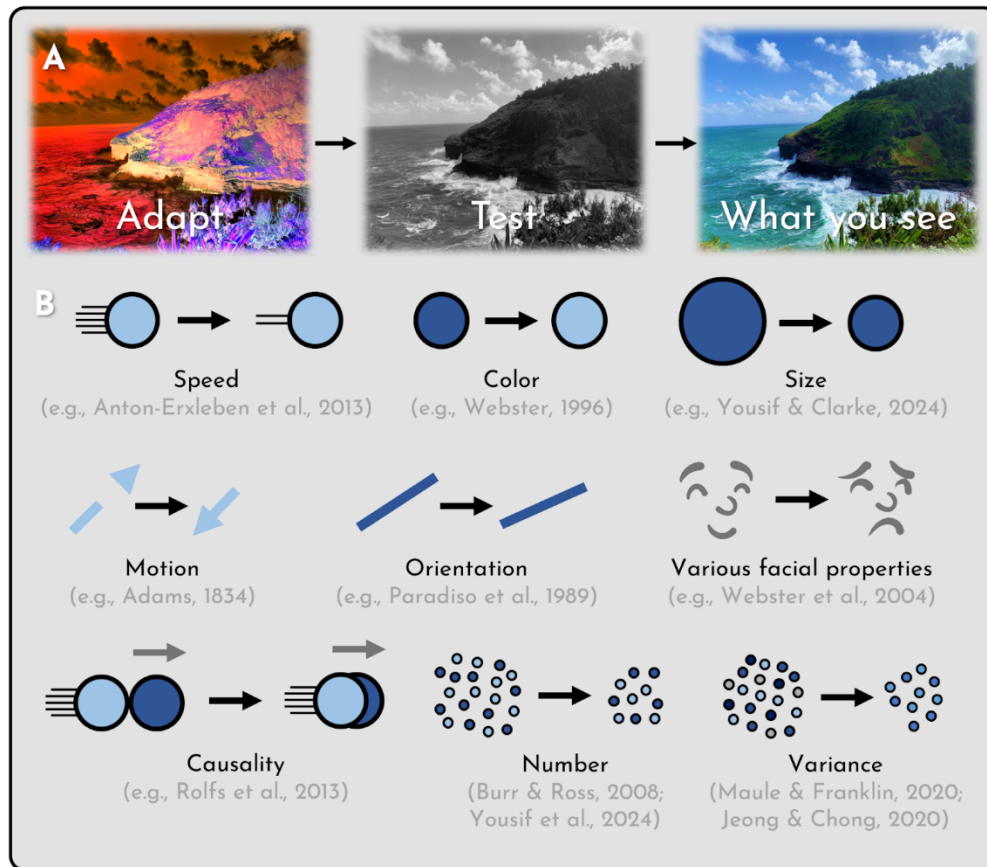 A
Adapt
Test
What you see
B
Speed
(e.g., Anton-Erxleben et al., 2013)
Color
(e.g., Webster, 1996)
Size
(e.g., Yousif & Clarke, 2024)
Motion
(e.g., Adams, 1834)
Orientation
(e.g., Paradiso et al., 1989)
Various facial properties
(e.g., Webster et al., 2004)
Causality
(e.g., Rolfs et al., 2013)
Number
(Burr & Ross, 2008;
Yousif et al., 2024)
Variance
(Maule & Franklin, 2020;
Jeong & Chong, 2020)